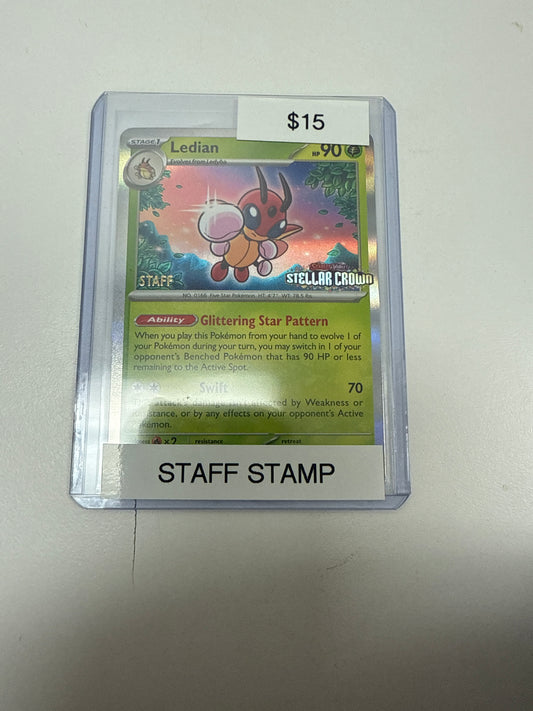 $15
STAGE 1
Ledian
HP 90
Evolves from Ledyba
STAFF
STELLAR CROWN
NO. 0166 Five Star Pokémon HT: 4'7" WT: 78.5 lbs.
Ability Glittering Star Pattern
When you play this Pokémon from your hand to evolve 1 of
your Pokémon during your turn, you may switch in 1 of your
opponent's Benched Pokémon that has 90 HP or less
remaining to the Active Spot.
Swift 70
attack's damage isn't affected by Weakness or
Resistance, or by any effects on your opponent's Active
Pokémon.
×2 resistance retreat
STAFF STAMP